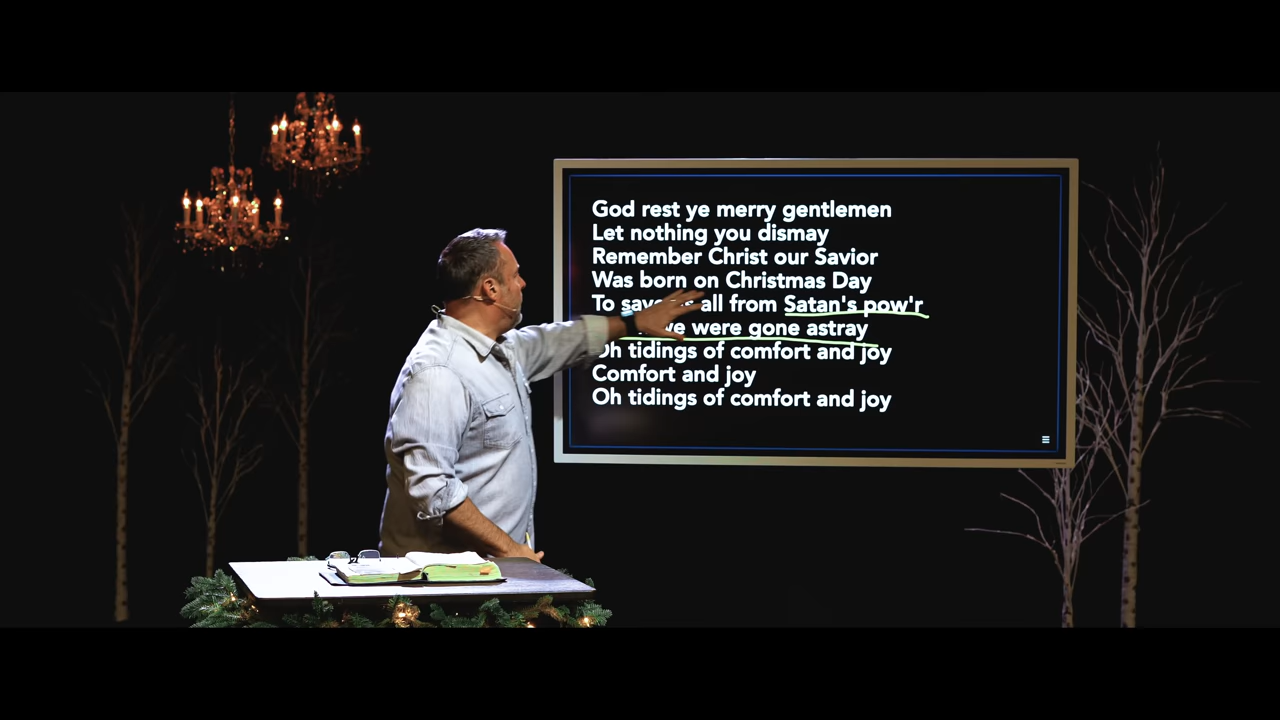 God rest ye merry gentlemen
Let nothing you dismay
Remember Christ our Savior
Was born on Christmas Day
To save all from Satan's pow'r
we were gone astray
Oh tidings of comfort and joy
Comfort and joy
Oh tidings of comfort and joy